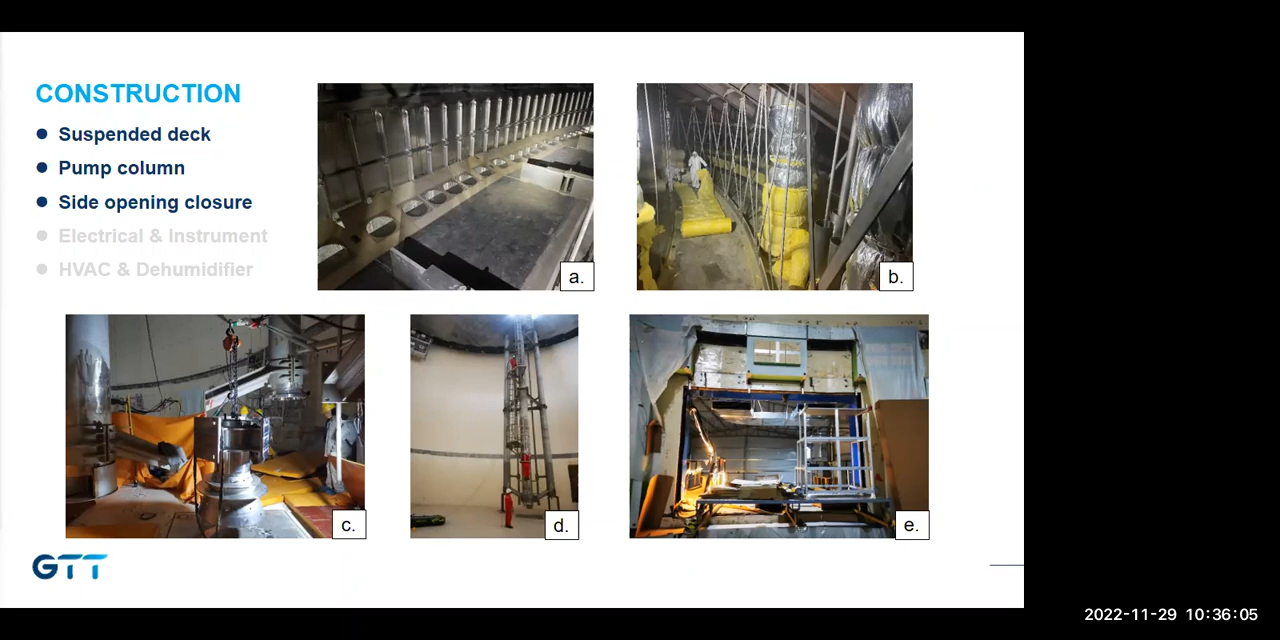 CONSTRUCTION
Suspended deck
Pump column
Side opening closure
Electrical & Instrument
HVAC & Dehumidifier
a.
b.
c.
d.
e.
GTT
2022-11-29 10:36:05